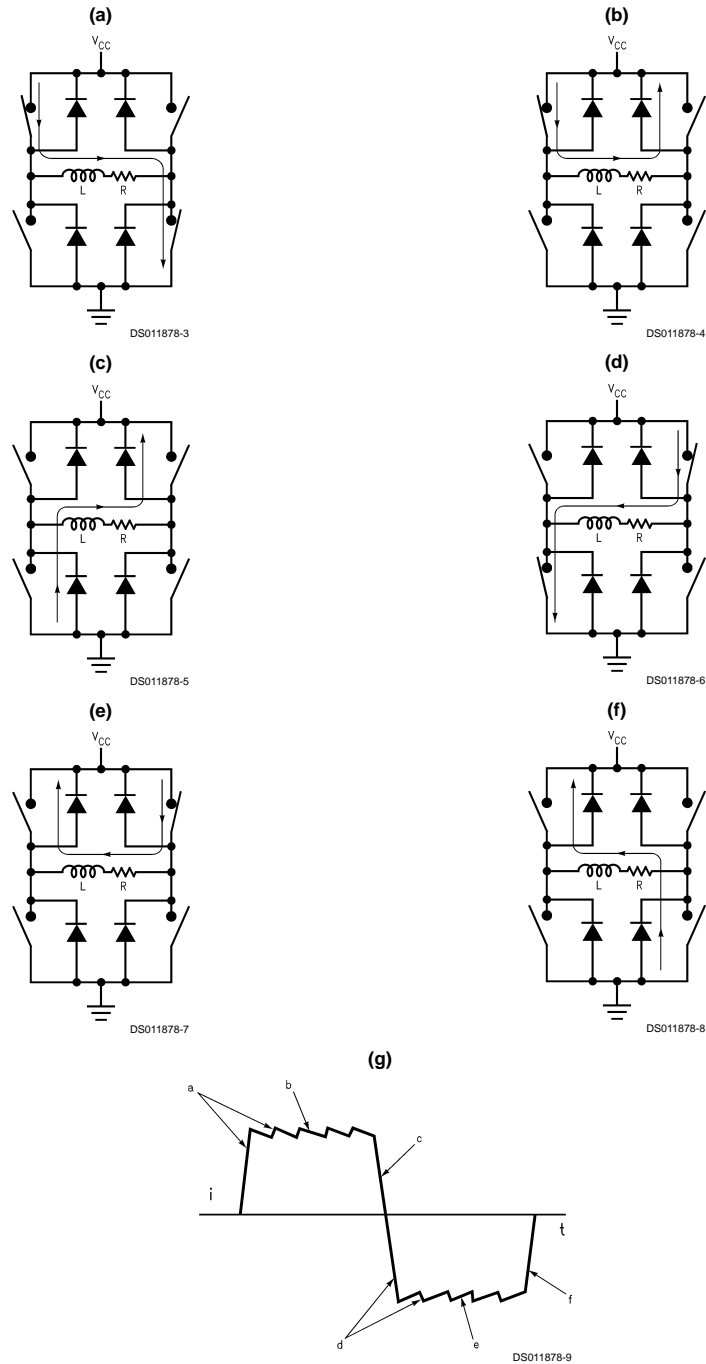 (a)
V_CC
L
R
DS011878-3
(b)
V_CC
L
R
DS011878-4
(c)
V_CC
L
R
DS011878-5
(d)
V_CC
L
R
DS011878-6
(e)
V_CC
L
R
DS011878-7
(f)
V_CC
L
R
DS011878-8
(g)
a
b
c
i
t
d
e
f
DS011878-9